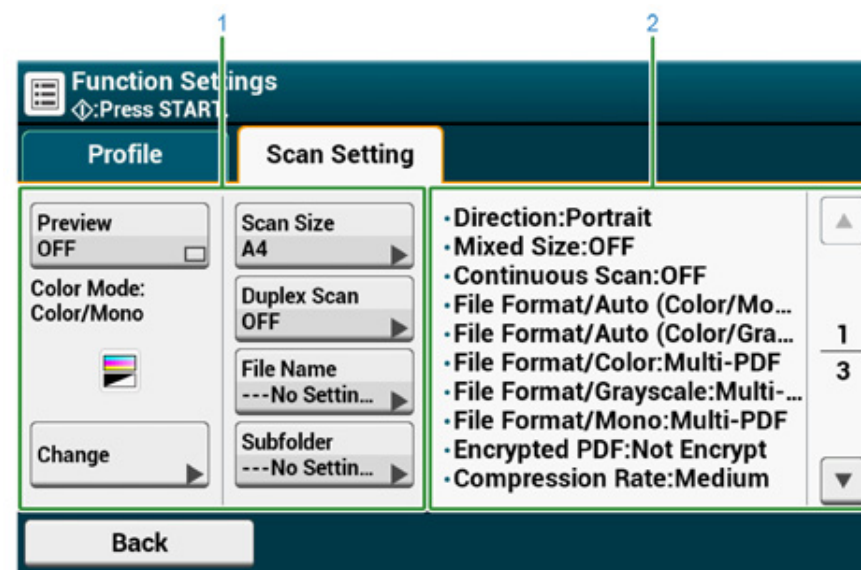 1
2
Function Settings
:Press START.
Profile
Scan Setting
Preview
OFF
Color Mode:
Color/Mono
Change
Scan Size
A4
Duplex Scan
OFF
File Name
---No Settin...
Subfolder
---No Settin...
·Direction:Portrait
·Mixed Size:OFF
·Continuous Scan:OFF
·File Format/Auto (Color/Mo...
·File Format/Auto (Color/Gra...
·File Format/Color:Multi-PDF
·File Format/Grayscale:Multi-...
·File Format/Mono:Multi-PDF
·Encrypted PDF:Not Encrypt
·Compression Rate:Medium
1
3
Back